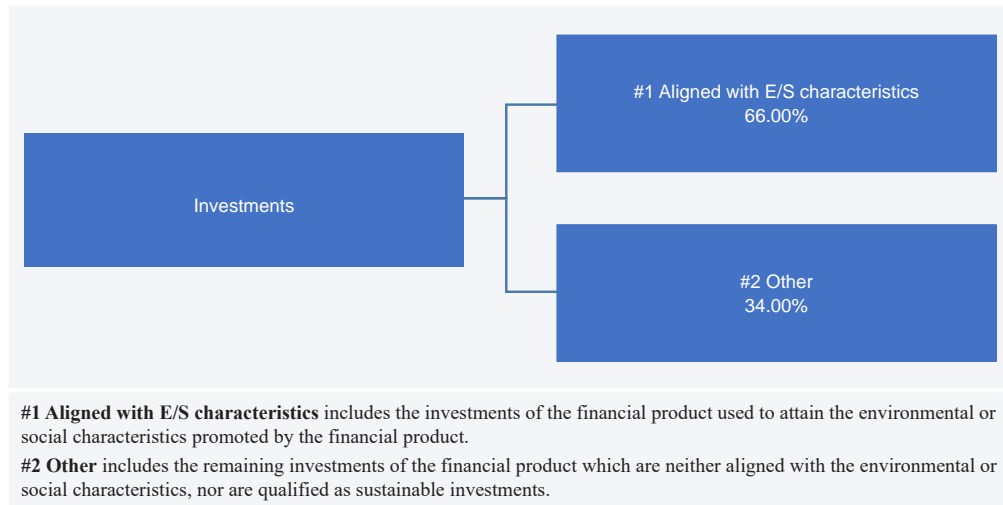 #1 Aligned with E/S characteristics
66.00%
Investments
#2 Other
34.00%
#1 Aligned with E/S characteristics includes the investments of the financial product used to attain the environmental or
social characteristics promoted by the financial product.
#2 Other includes the remaining investments of the financial product which are neither aligned with the environmental or
social characteristics, nor are qualified as sustainable investments.